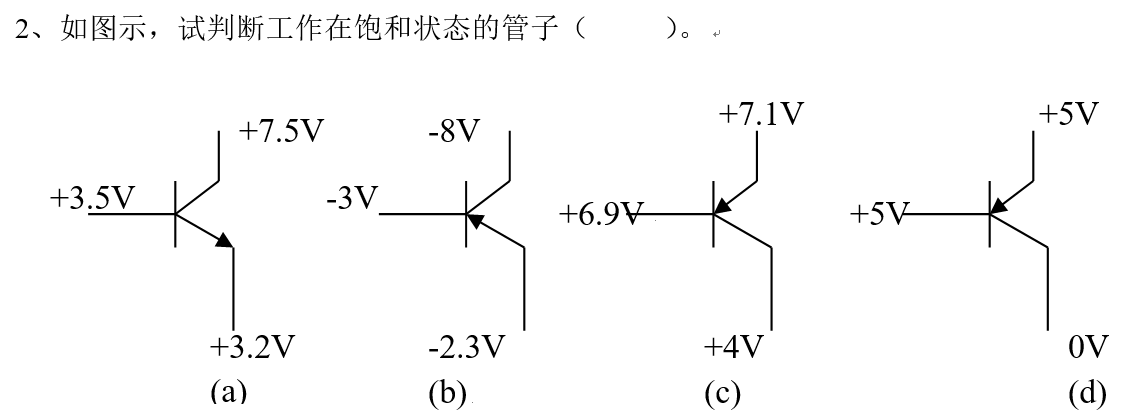 2、如图示，试判断工作在饱和状态的管子（　　）。
+7.1V +5V
+7.5V -8V
+3.5V -3V +6.9V +5V
+3.2V -2.3V +4V 0V
(a) (b) (c) (d)